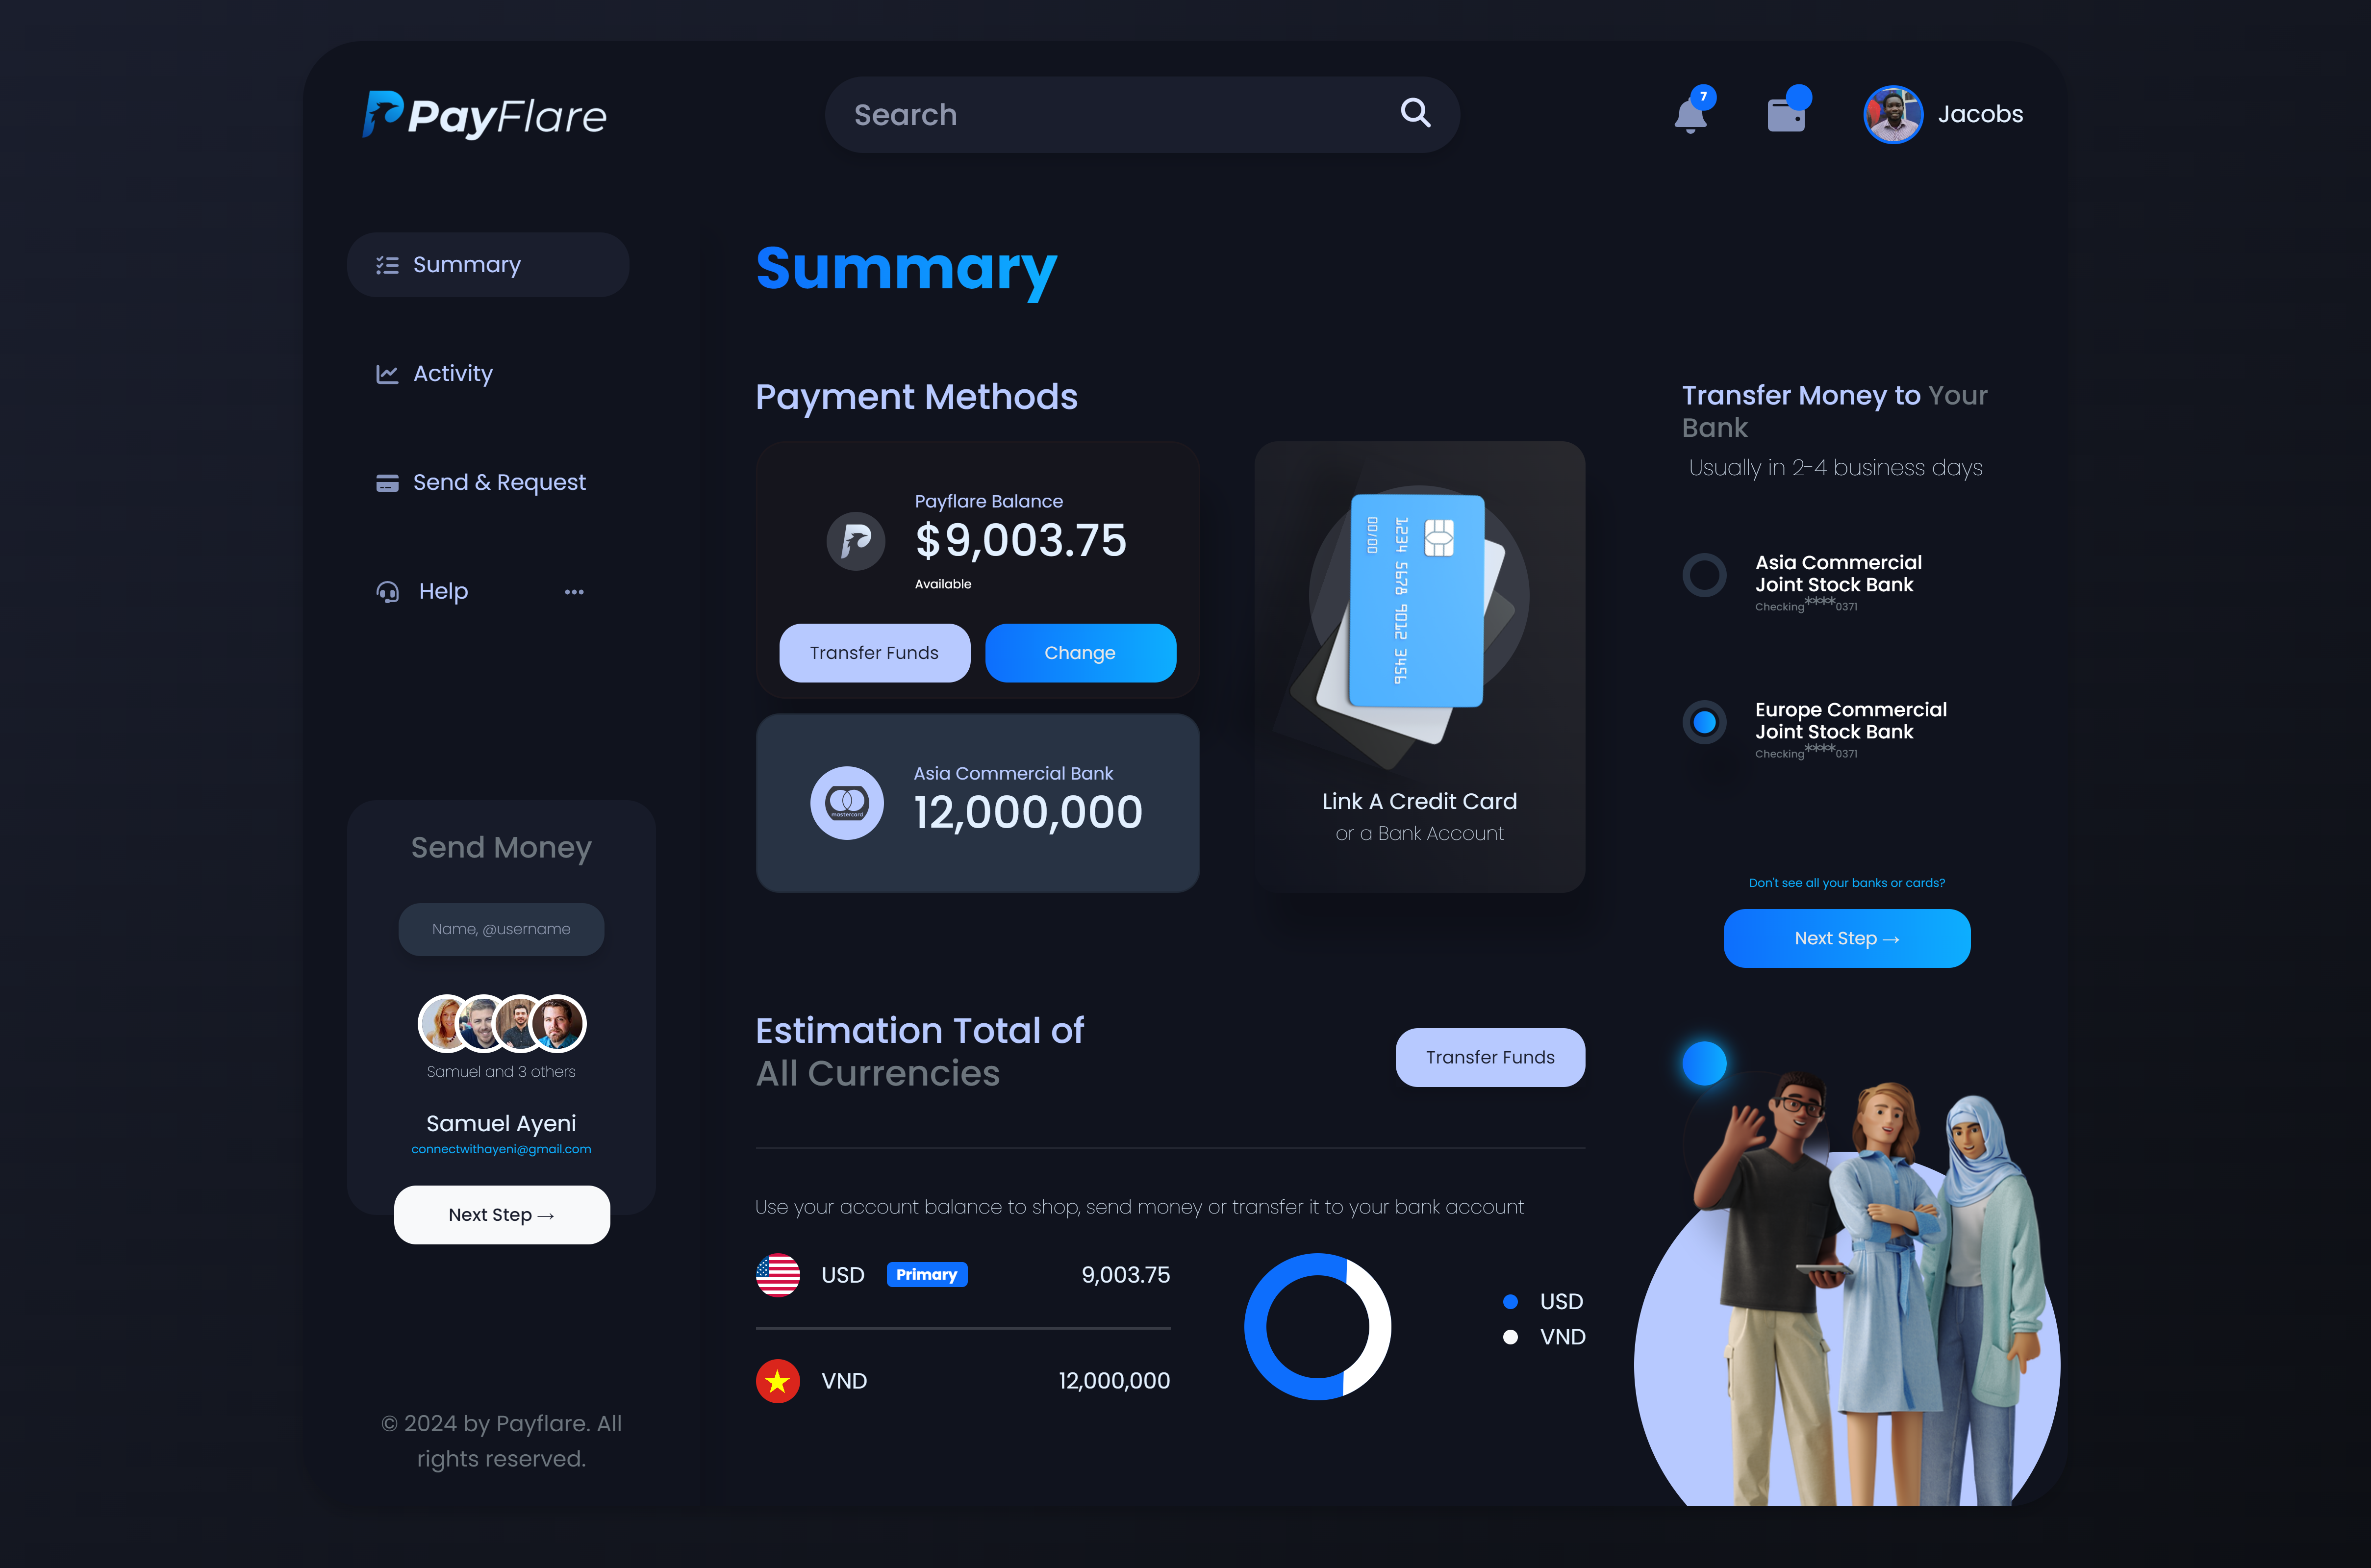 PayFlare
Search
7
Jacobs
Summary
Activity
Send & Request
Help
Send Money
Name, @username
Samuel and 3 others
Samuel Ayeni
connectwithayeni@gmail.com
Next Step →
© 2024 by Payflare. All
rights reserved.
Summary
Payment Methods
Payflare Balance
$9,003.75
Available
Transfer Funds
Change
Asia Commercial Bank
12,000,000
mastercard
1234 5678 9012 3456
00/00
Link A Credit Card
or a Bank Account
Transfer Money to Your
Bank
Usually in 2-4 business days
Asia Commercial
Joint Stock Bank
Checking****0371
Europe Commercial
Joint Stock Bank
Checking****0371
Don't see all your banks or cards?
Next Step →
Estimation Total of
All Currencies
Transfer Funds
Use your account balance to shop, send money or transfer it to your bank account
USD Primary 9,003.75
VND 12,000,000
USD
VND